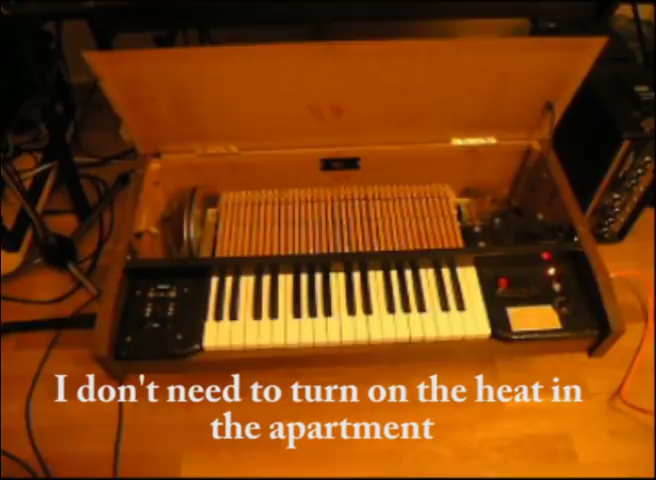 I don't need to turn on the heat in
the apartment